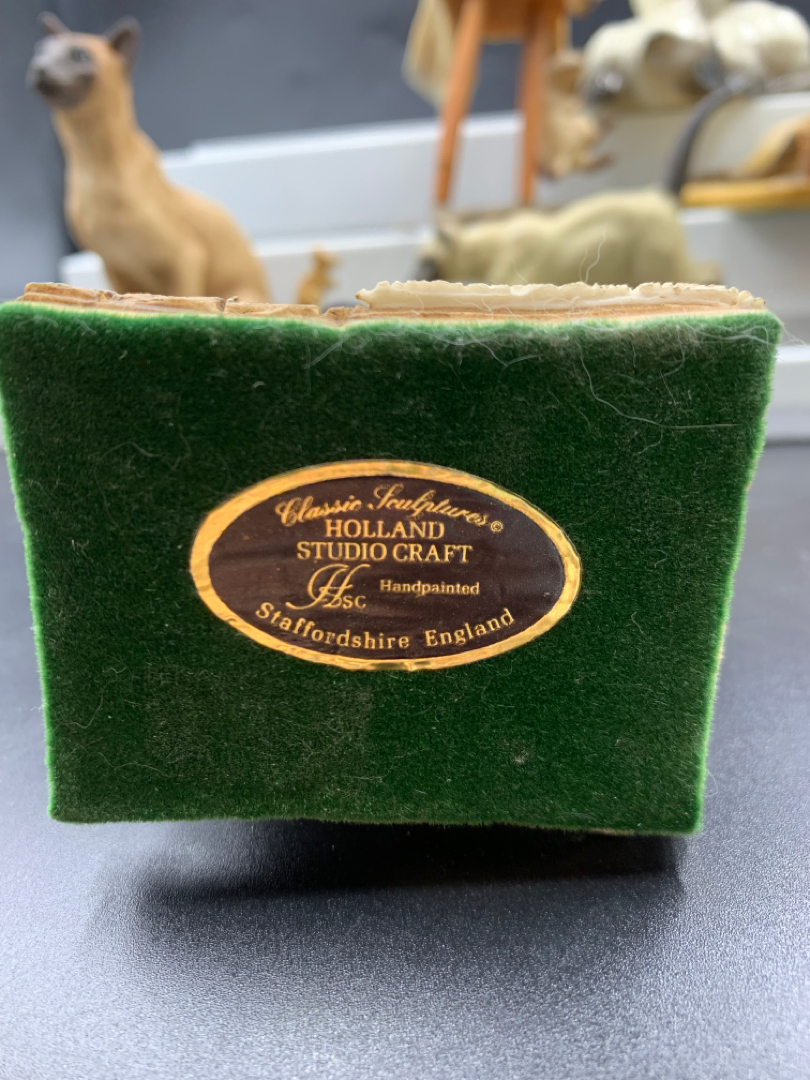 Classic Sculptures©
HOLLAND
STUDIO CRAFT
HSC Handpainted
Staffordshire England